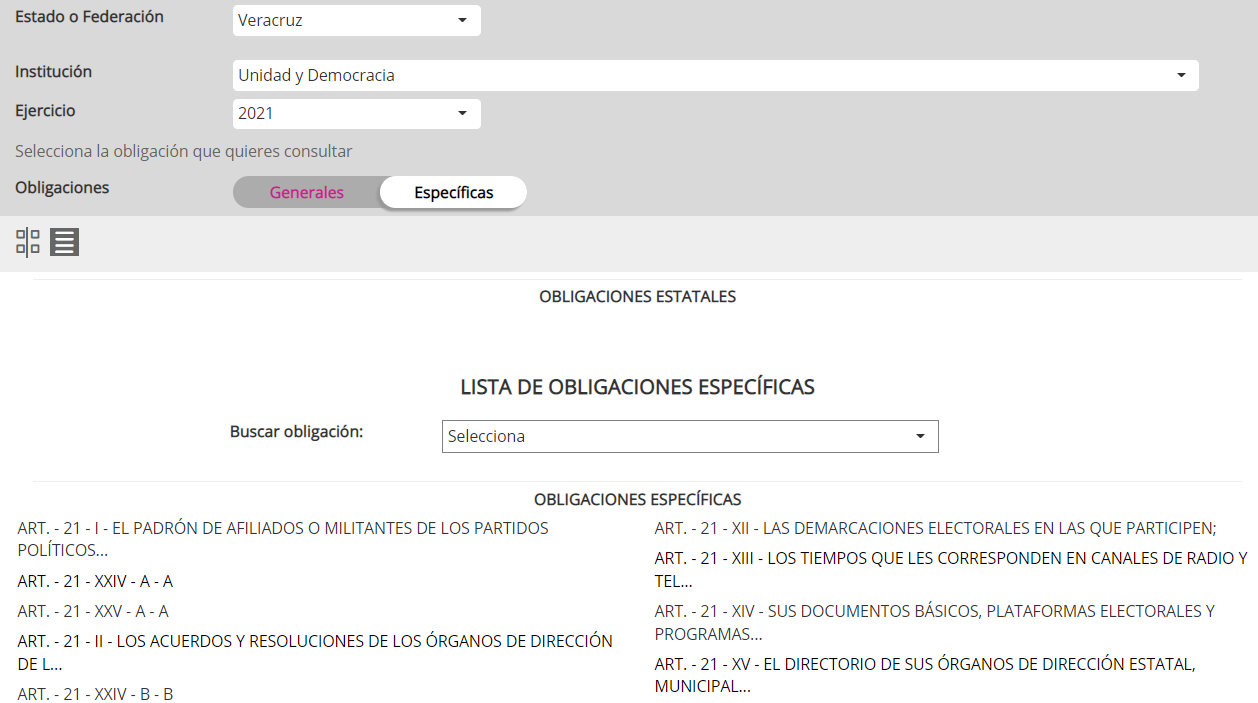 Estado o Federación
Veracruz
Institución
Unidad y Democracia
Ejercicio
2021
Selecciona la obligación que quieres consultar
Obligaciones
Generales
Específicas
OBLIGACIONES ESTATALES
LISTA DE OBLIGACIONES ESPECÍFICAS
Buscar obligación:
Selecciona
OBLIGACIONES ESPECÍFICAS
ART. - 21 - I - EL PADRÓN DE AFILIADOS O MILITANTES DE LOS PARTIDOS
POLÍTICOS...
ART. - 21 - XXIV - A - A
ART. - 21 - XXV - A - A
ART. - 21 - II - LOS ACUERDOS Y RESOLUCIONES DE LOS ÓRGANOS DE DIRECCIÓN
DE L...
ART. - 21 - XXIV - B - B
ART. - 21 - XII - LAS DEMARCACIONES ELECTORALES EN LAS QUE PARTICIPEN;
ART. - 21 - XIII - LOS TIEMPOS QUE LES CORRESPONDEN EN CANALES DE RADIO Y
TEL...
ART. - 21 - XIV - SUS DOCUMENTOS BÁSICOS, PLATAFORMAS ELECTORALES Y
PROGRAMAS...
ART. - 21 - XV - EL DIRECTORIO DE SUS ÓRGANOS DE DIRECCIÓN ESTATAL,
MUNICIPAL...